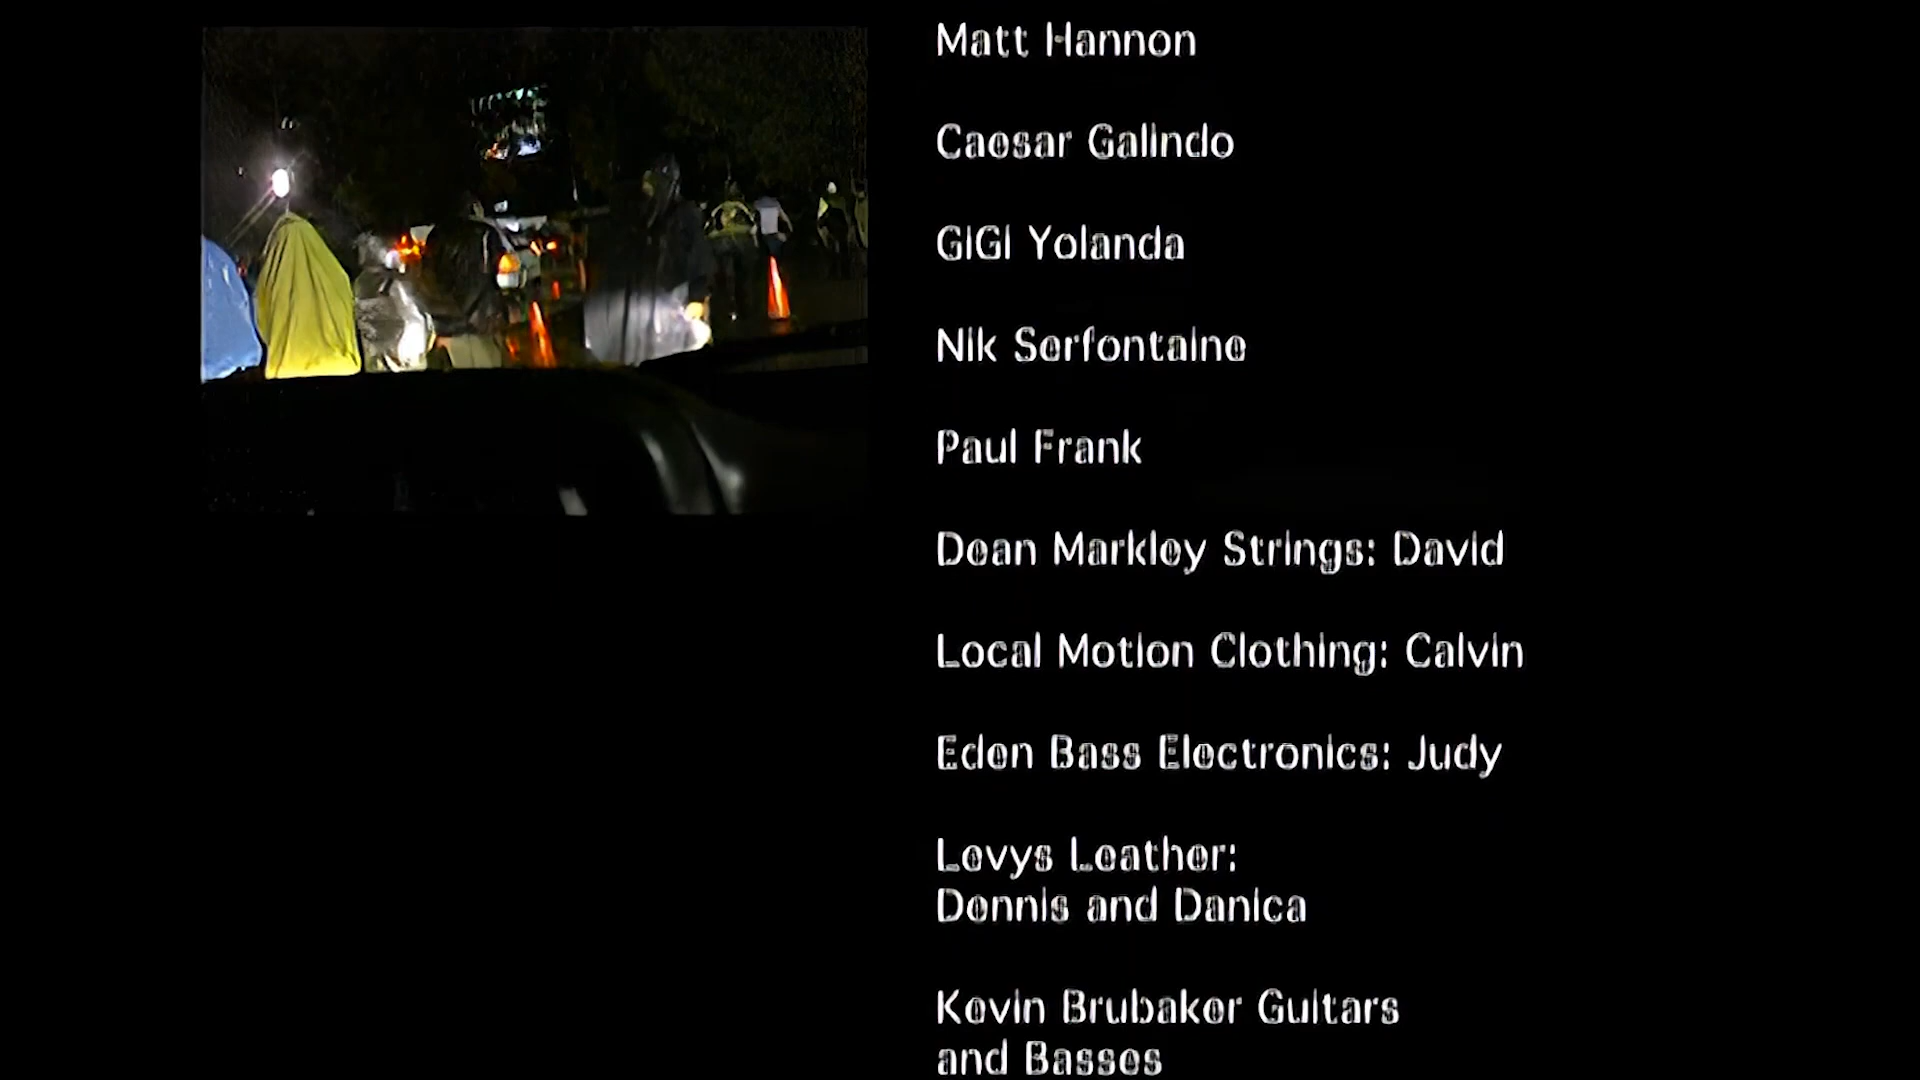 Matt Hannon
Caesar Galindo
GiGi Yolanda
Nik Serfontaine
Paul Frank
Dean Markley Strings: David
Local Motion Clothing: Calvin
Eden Bass Electronics: Judy
Levys Leather:
Dennis and Danica
Kevin Brubaker Guitars
and Basses